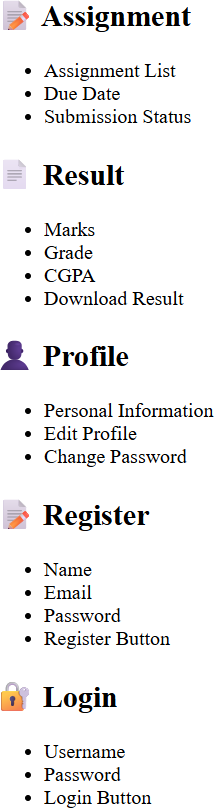 Assignment
Assignment List
Due Date
Submission Status
Result
Marks
Grade
CGPA
Download Result
Profile
Personal Information
Edit Profile
Change Password
Register
Name
Email
Password
Register Button
Login
Username
Password
Login Button